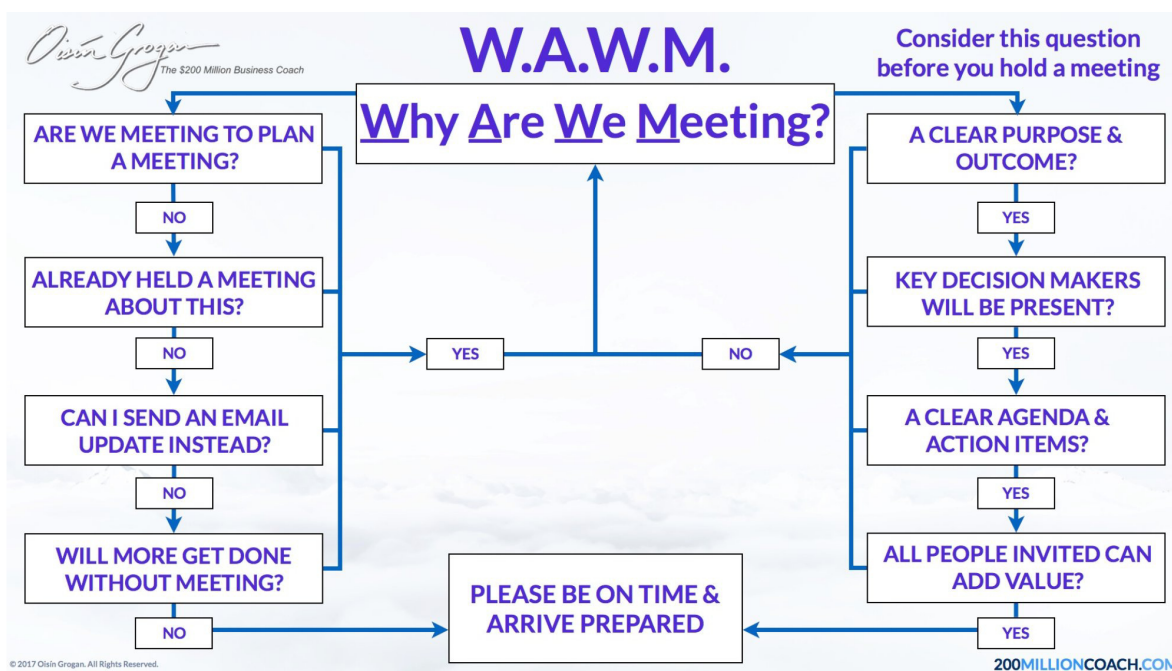 Oisín Grogan
The $200 Million Business Coach
W.A.W.M.
Consider this question
before you hold a meeting
Why Are We Meeting?
ARE WE MEETING TO PLAN
A MEETING?
NO
ALREADY HELD A MEETING
ABOUT THIS?
NO
CAN I SEND AN EMAIL
UPDATE INSTEAD?
NO
WILL MORE GET DONE
WITHOUT MEETING?
NO
YES
NO
A CLEAR PURPOSE &
OUTCOME?
YES
KEY DECISION MAKERS
WILL BE PRESENT?
YES
A CLEAR AGENDA &
ACTION ITEMS?
YES
ALL PEOPLE INVITED CAN
ADD VALUE?
YES
PLEASE BE ON TIME &
ARRIVE PREPARED
© 2017 Oisín Grogan. All Rights Reserved.
200MILLIONCOACH.COM